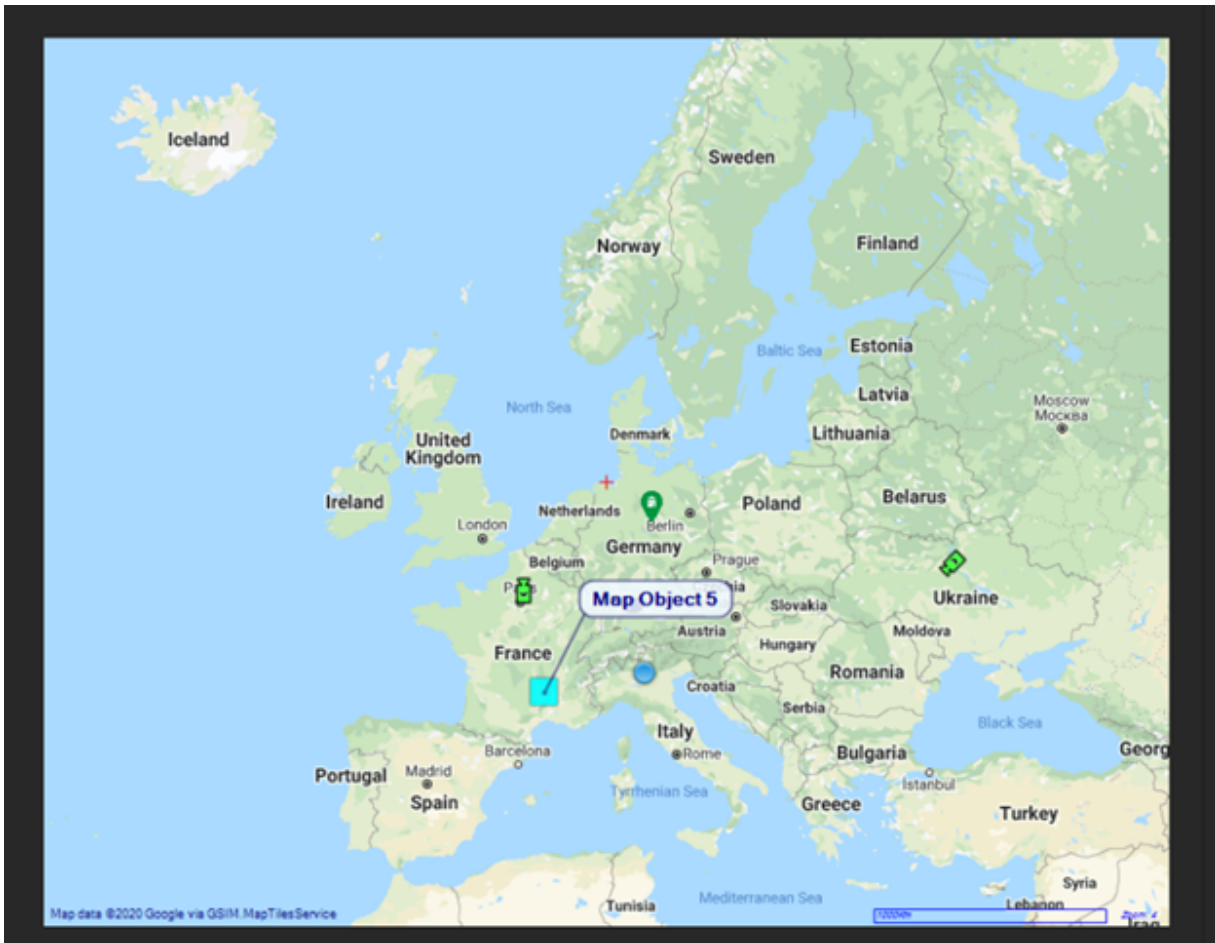 Iceland
Sweden
Norway
Finland
Baltic Sea
Estonia
Latvia
Moscow
Москва
North Sea
Denmark
Lithuania
United
Kingdom
Ireland
Netherlands
Poland
Belarus
London
Berlin
Germany
Belgium
Prague
Map Object 5
Slovakia
Ukraine
Austria
Moldova
Hungary
France
Romania
Croatia
Serbia
Black Sea
Italy
Barcelona
Rome
Bulgaria
Georg
Portugal
Madrid
Istanbul
Tyrrhenian Sea
Spain
Greece
Turkey
Syria
Mediterranean Sea
Tunisia
Lebanon
Map data ©2020 Google via GSIM.MapTilesService
Iraq